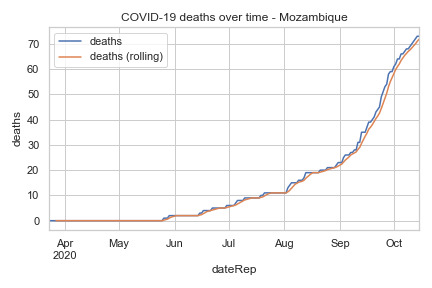 COVID-19 deaths over time - Mozambique
deaths
deaths (rolling)
70
60
50
40
30
20
10
0
deaths
Apr May Jun Jul Aug Sep Oct
2020
dateRep